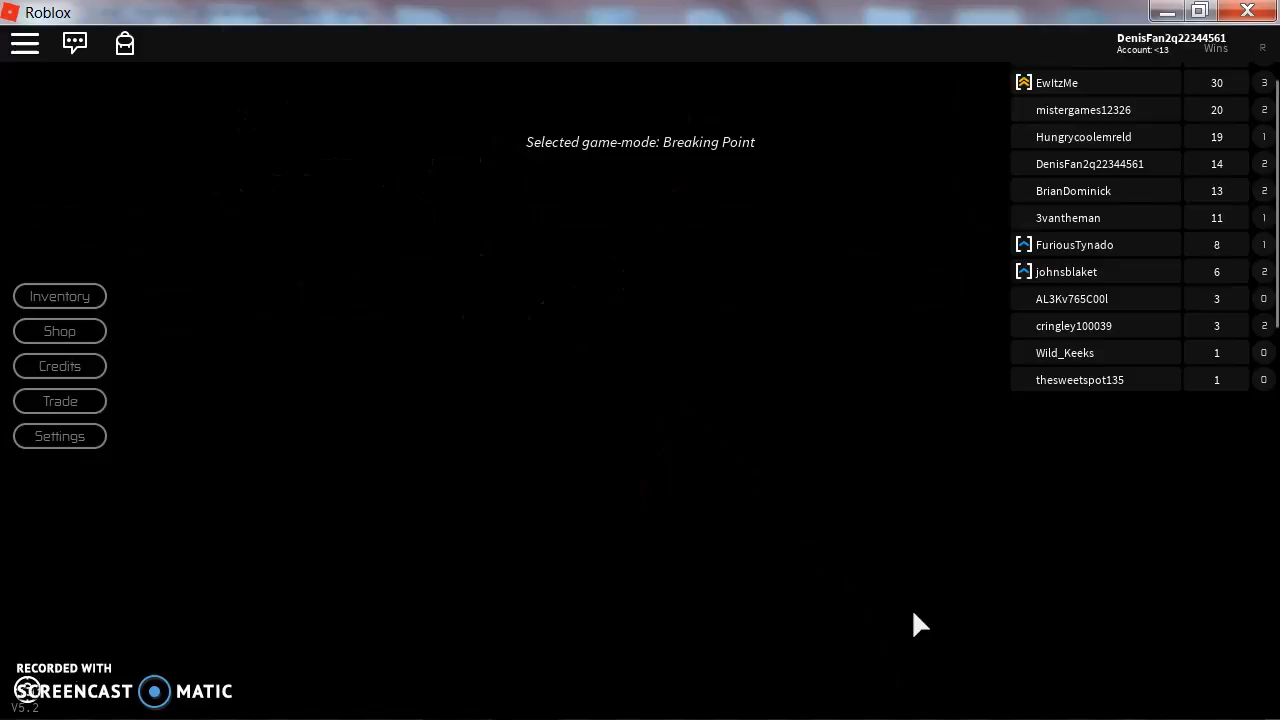 Roblox
DenisFan2q22344561
Account: <13
Wins
R
Selected game-mode: Breaking Point
EwItzMe 30 3
mistergames12326 20 2
Hungrycoolemreld 19 1
DenisFan2q22344561 14 2
BrianDominick 13 2
3vantheman 11 1
FuriousTynado 8 1
johnsblaket 6 2
AL3Kv765C00l 3 0
cringley100039 3 2
Wild_Keeks 1 0
thesweetspot135 1 0
Inventory
Shop
Credits
Trade
Settings
RECORDED WITH
SCREENCAST MATIC
V5.2